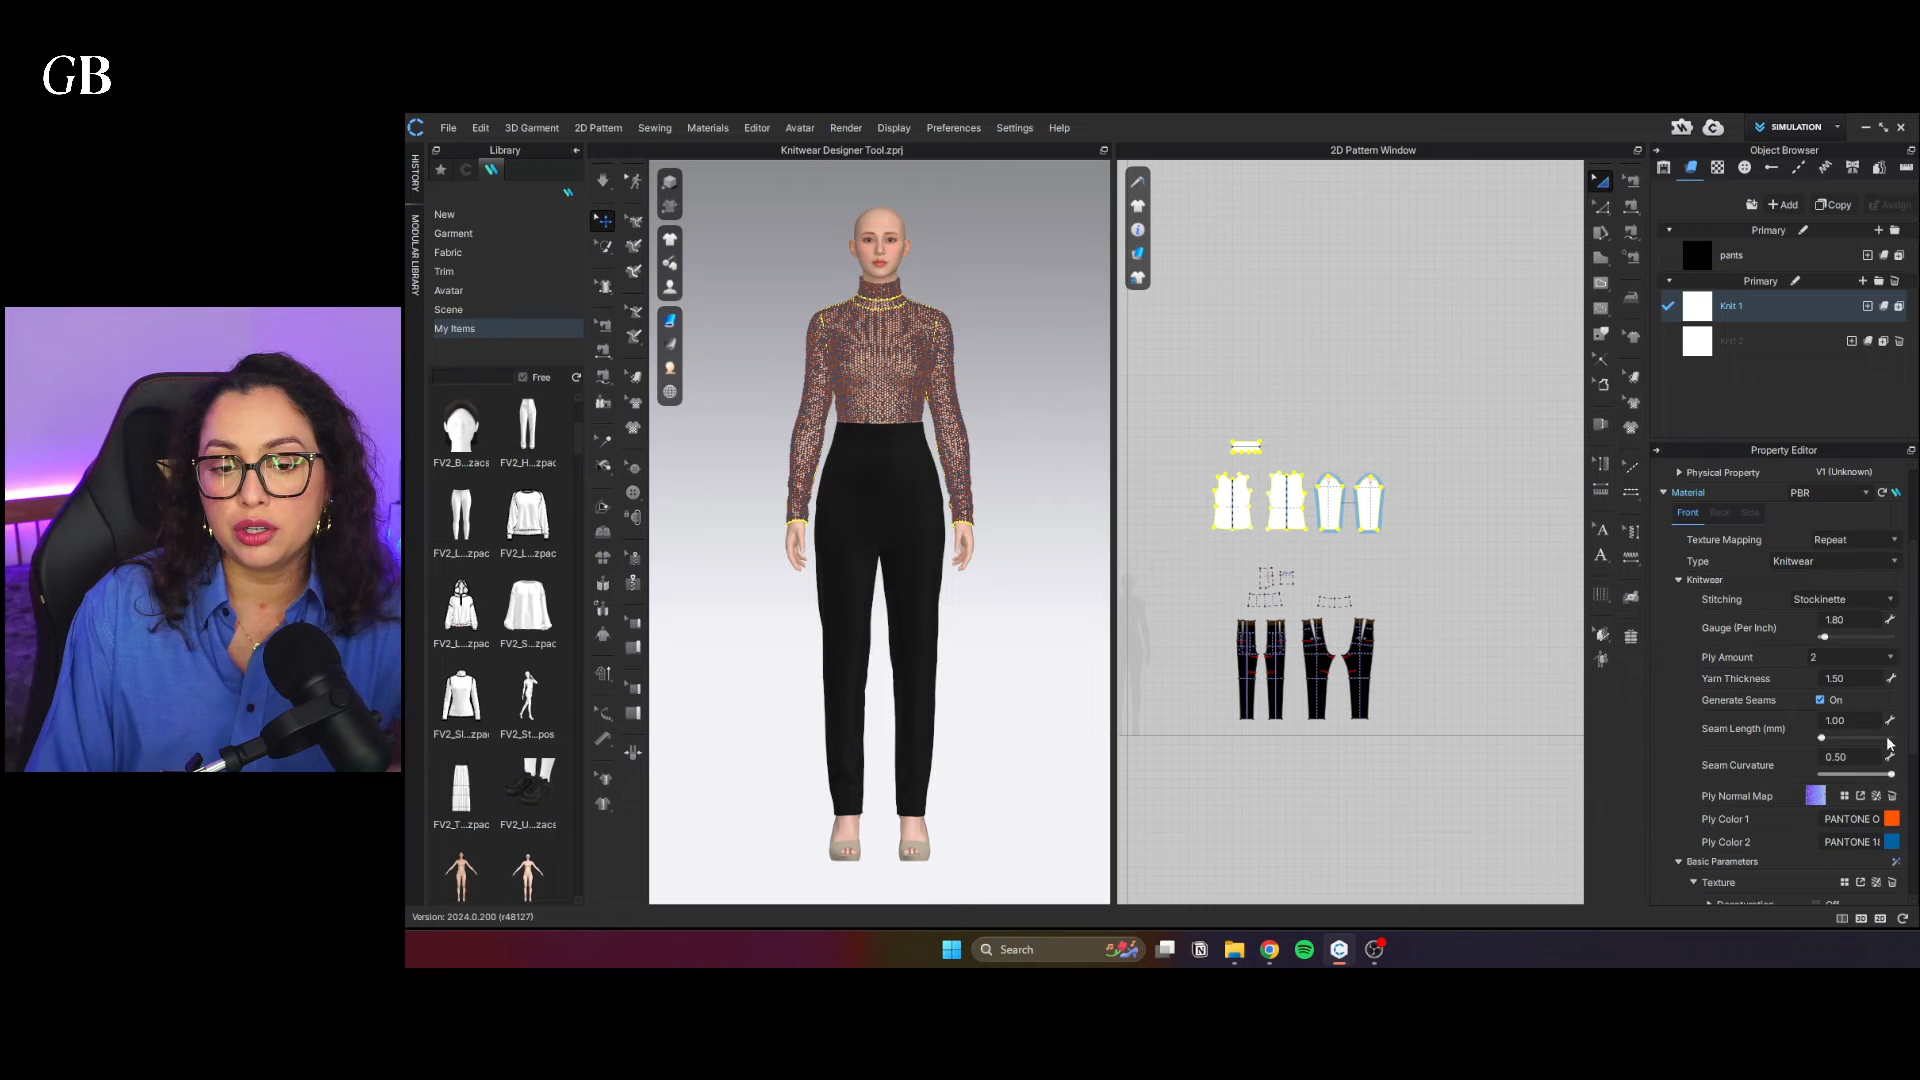 GB
File Edit 3D Garment 2D Pattern Sewing Materials Editor Avatar Render Display Preferences Settings Help
SIMULATION
HISTORY
MODULAR LIBRARY
Library
New
Garment
Fabric
Trim
Avatar
Scene
My Items
Free
FV2_B...zacs FV2_H...zpac
FV2_L...zpac FV2_L...zpac
FV2_L...zpac FV2_S...zpac
FV2_Sl...zpac FV2_St...pos
FV2_T...zpac FV2_U...zacs
Knitwear Designer Tool.zprj
2D Pattern Window
Object Browser
+ Add Copy Assign
Primary
pants
Primary
Knit 1
Knit 2
Property Editor
Physical Property V1 (Unknown)
Material PBR
Front Back Side
Texture Mapping Repeat
Type Knitwear
Knitwear
Stitching Stockinette
Gauge (Per Inch) 1.80
Ply Amount 2
Yarn Thickness 1.50
Generate Seams On
Seam Length (mm) 1.00
Seam Curvature 0.50
Ply Normal Map
Ply Color 1 PANTONE O
Ply Color 2 PANTONE 18
Basic Parameters
Texture
Version: 2024.0.200 (r48127)
3D 2D
Search